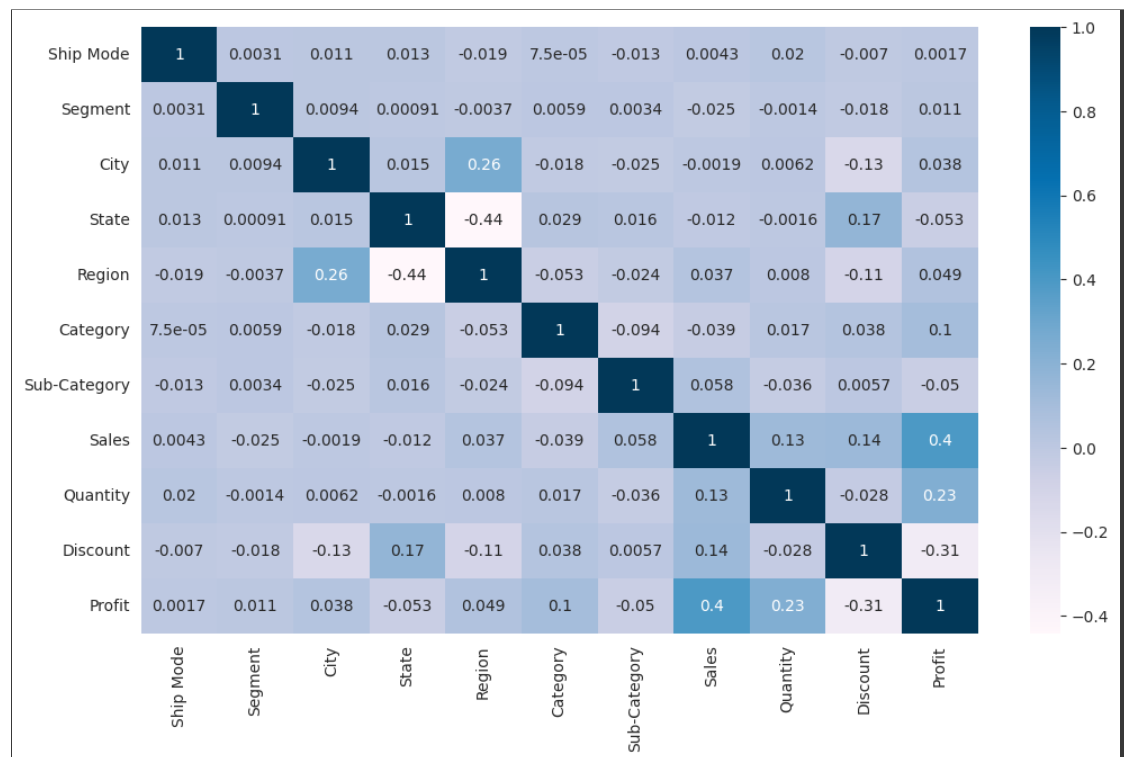 Ship Mode 1 0.0031 0.011 0.013 -0.019 7.5e-05 -0.013 0.0043 0.02 -0.007 0.0017
Segment 0.0031 1 0.0094 0.00091 -0.0037 0.0059 0.0034 -0.025 -0.0014 -0.018 0.011
City 0.011 0.0094 1 0.015 0.26 -0.018 -0.025 -0.0019 0.0062 -0.13 0.038
State 0.013 0.00091 0.015 1 -0.44 0.029 0.016 -0.012 -0.0016 0.17 -0.053
Region -0.019 -0.0037 0.26 -0.44 1 -0.053 -0.024 0.037 0.008 -0.11 0.049
Category 7.5e-05 0.0059 -0.018 0.029 -0.053 1 -0.094 -0.039 0.017 0.038 0.1
Sub-Category -0.013 0.0034 -0.025 0.016 -0.024 -0.094 1 0.058 -0.036 0.0057 -0.05
Sales 0.0043 -0.025 -0.0019 -0.012 0.037 -0.039 0.058 1 0.13 0.14 0.4
Quantity 0.02 -0.0014 0.0062 -0.0016 0.008 0.017 -0.036 0.13 1 -0.028 0.23
Discount -0.007 -0.018 -0.13 0.17 -0.11 0.038 0.0057 0.14 -0.028 1 -0.31
Profit 0.0017 0.011 0.038 -0.053 0.049 0.1 -0.05 0.4 0.23 -0.31 1
Ship Mode
Segment
City
State
Region
Category
Sub-Category
Sales
Quantity
Discount
Profit
1.0
0.8
0.6
0.4
0.2
0.0
−0.2
−0.4